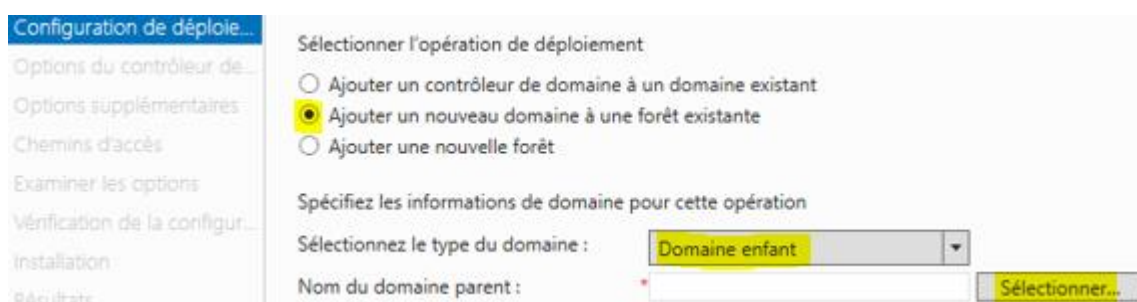 Configuration de déploie...
Options du contrôleur de...
Options supplémentaires
Chemins d'accès
Examiner les options
Vérification de la configur...
Installation
Résultats
Sélectionner l'opération de déploiement
Ajouter un contrôleur de domaine à un domaine existant
Ajouter un nouveau domaine à une forêt existante
Ajouter une nouvelle forêt
Spécifiez les informations de domaine pour cette opération
Sélectionnez le type du domaine : Domaine enfant
Nom du domaine parent : * Sélectionner...